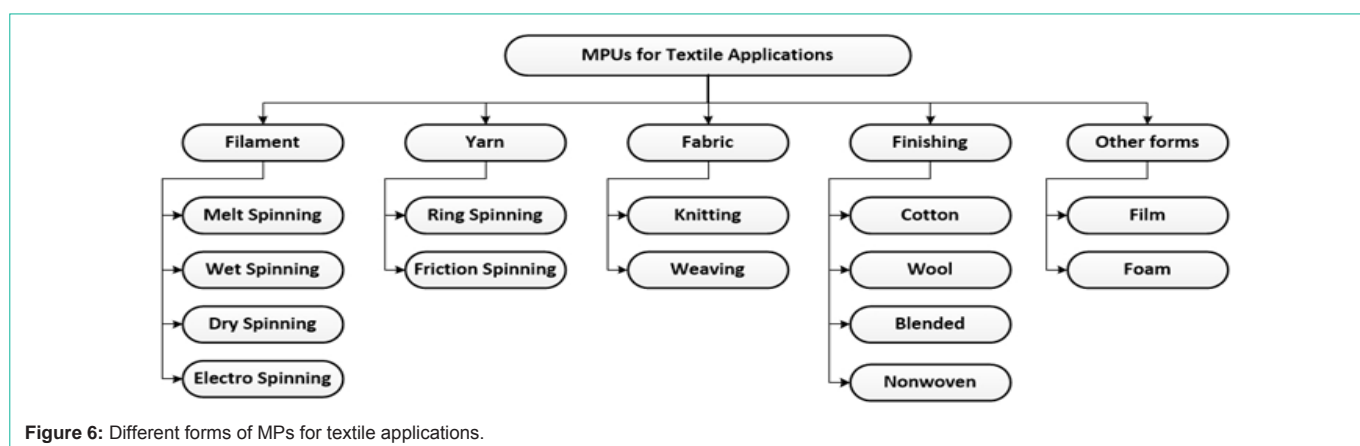 MPUs for Textile Applications
Filament
Yarn
Fabric
Finishing
Other forms
Melt Spinning
Ring Spinning
Knitting
Cotton
Film
Wet Spinning
Friction Spinning
Weaving
Wool
Foam
Dry Spinning
Blended
Electro Spinning
Nonwoven
Figure 6: Different forms of MPs for textile applications.